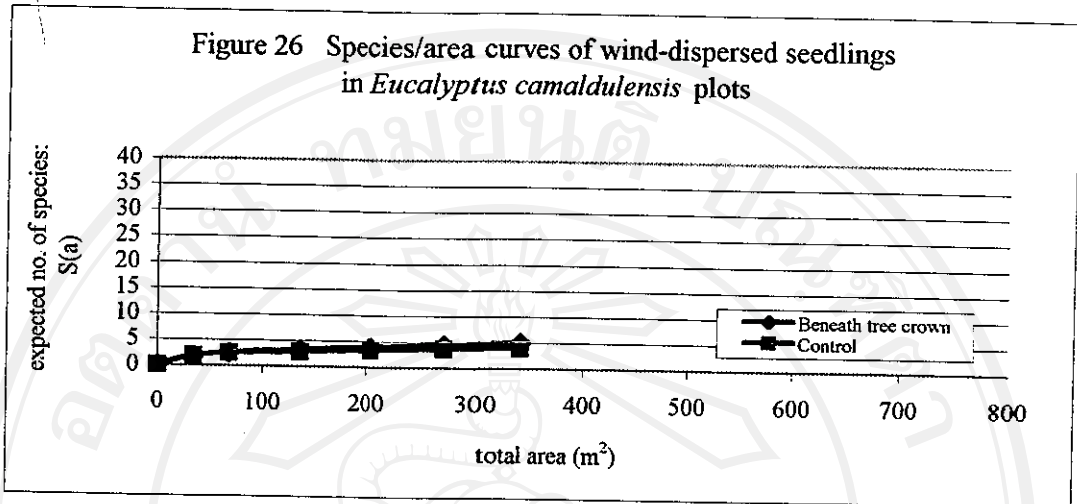 Figure 26 Species/area curves of wind-dispersed seedlings
in Eucalyptus camaldulensis plots
expected no. of species:
S(a)
40
35
30
25
20
15
10
5
0
Beneath tree crown
Control
0 100 200 300 400 500 600 700 800
total area (m²)